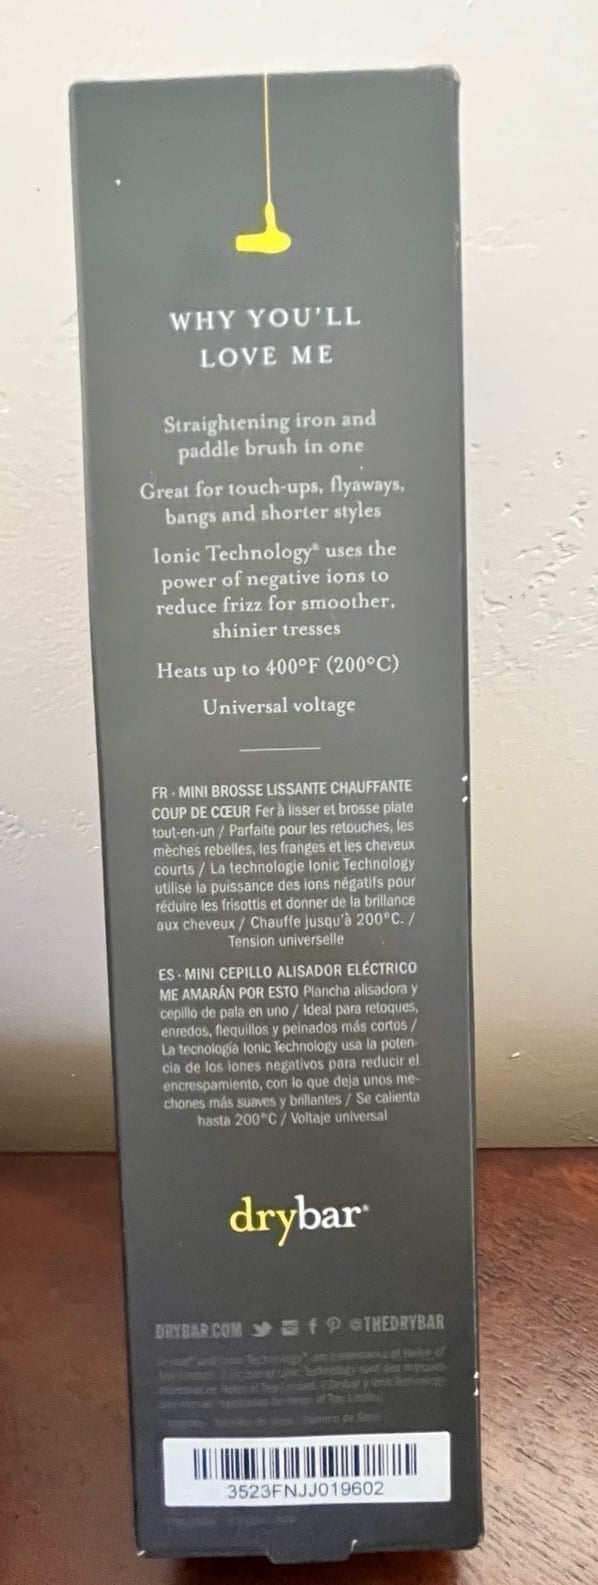 WHY YOU'LL
LOVE ME
Straightening iron and
paddle brush in one
Great for touch-ups, flyaways,
bangs and shorter styles
Ionic Technology® uses the
power of negative ions to
reduce frizz for smoother,
shinier tresses
Heats up to 400°F (200°C)
Universal voltage
FR · MINI BROSSE LISSANTE CHAUFFANTE
COUP DE CŒUR Fer à lisser et brosse plate
tout-en-un / Parfaite pour les retouches, les
mèches rebelles, les franges et les cheveux
courts / La technologie Ionic Technology
utilise la puissance des ions négatifs pour
réduire les frisottis et donner de la brillance
aux cheveux / Chauffe jusqu'à 200°C. /
Tension universelle
ES · MINI CEPILLO ALISADOR ELÉCTRICO
ME AMARÁN POR ESTO Plancha alisadora y
cepillo de pala en uno / Ideal para retoques,
enredos, flequillos y peinados más cortos /
La tecnología Ionic Technology usa la poten-
cia de los iones negativos para reducir el
encrespamiento, con lo que deja unos me-
chones más suaves y brillantes / Se calienta
hasta 200°C / Voltaje universal
drybar®
DRYBAR.COM @THEDRYBAR
Ionic Technology® are trademarks of Helen of
3523FNJJ019602